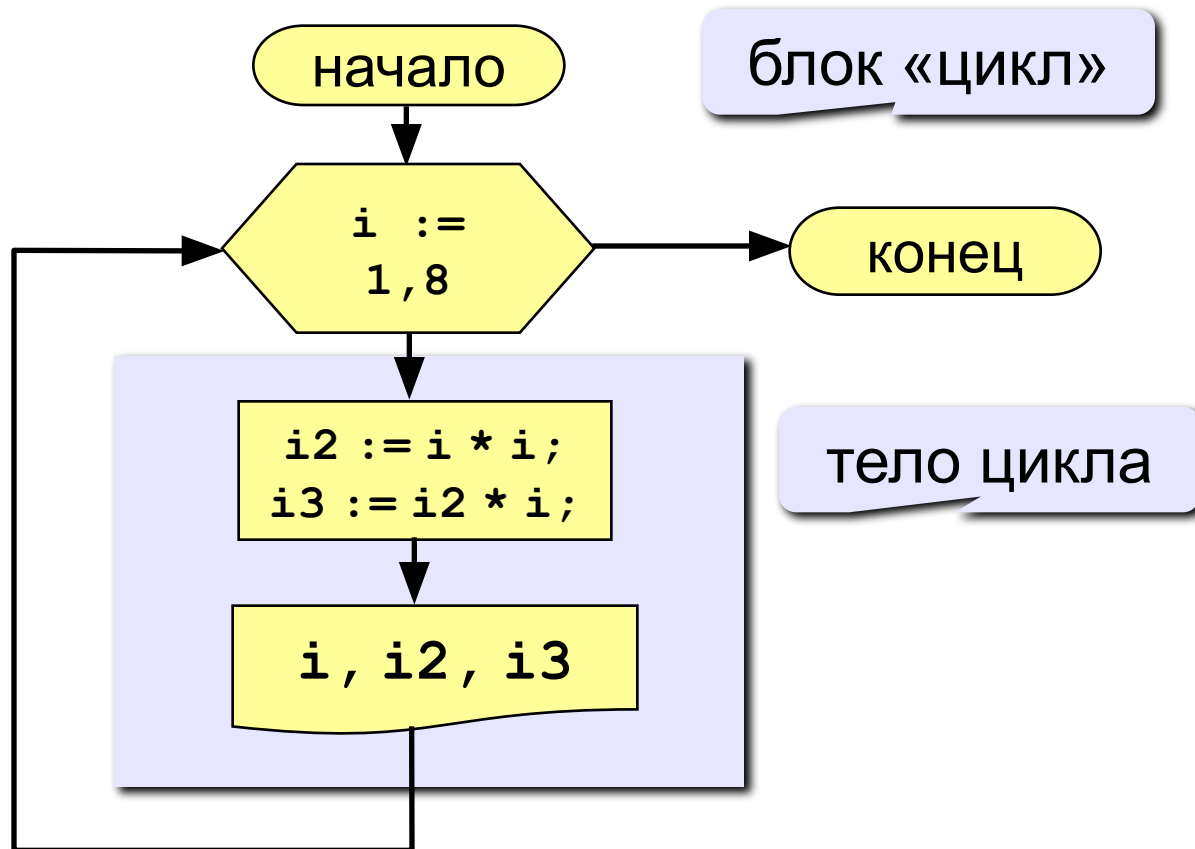 начало
блок «цикл»
i :=
1,8
конец
i2 := i * i;
i3 := i2 * i;
тело цикла
i, i2, i3